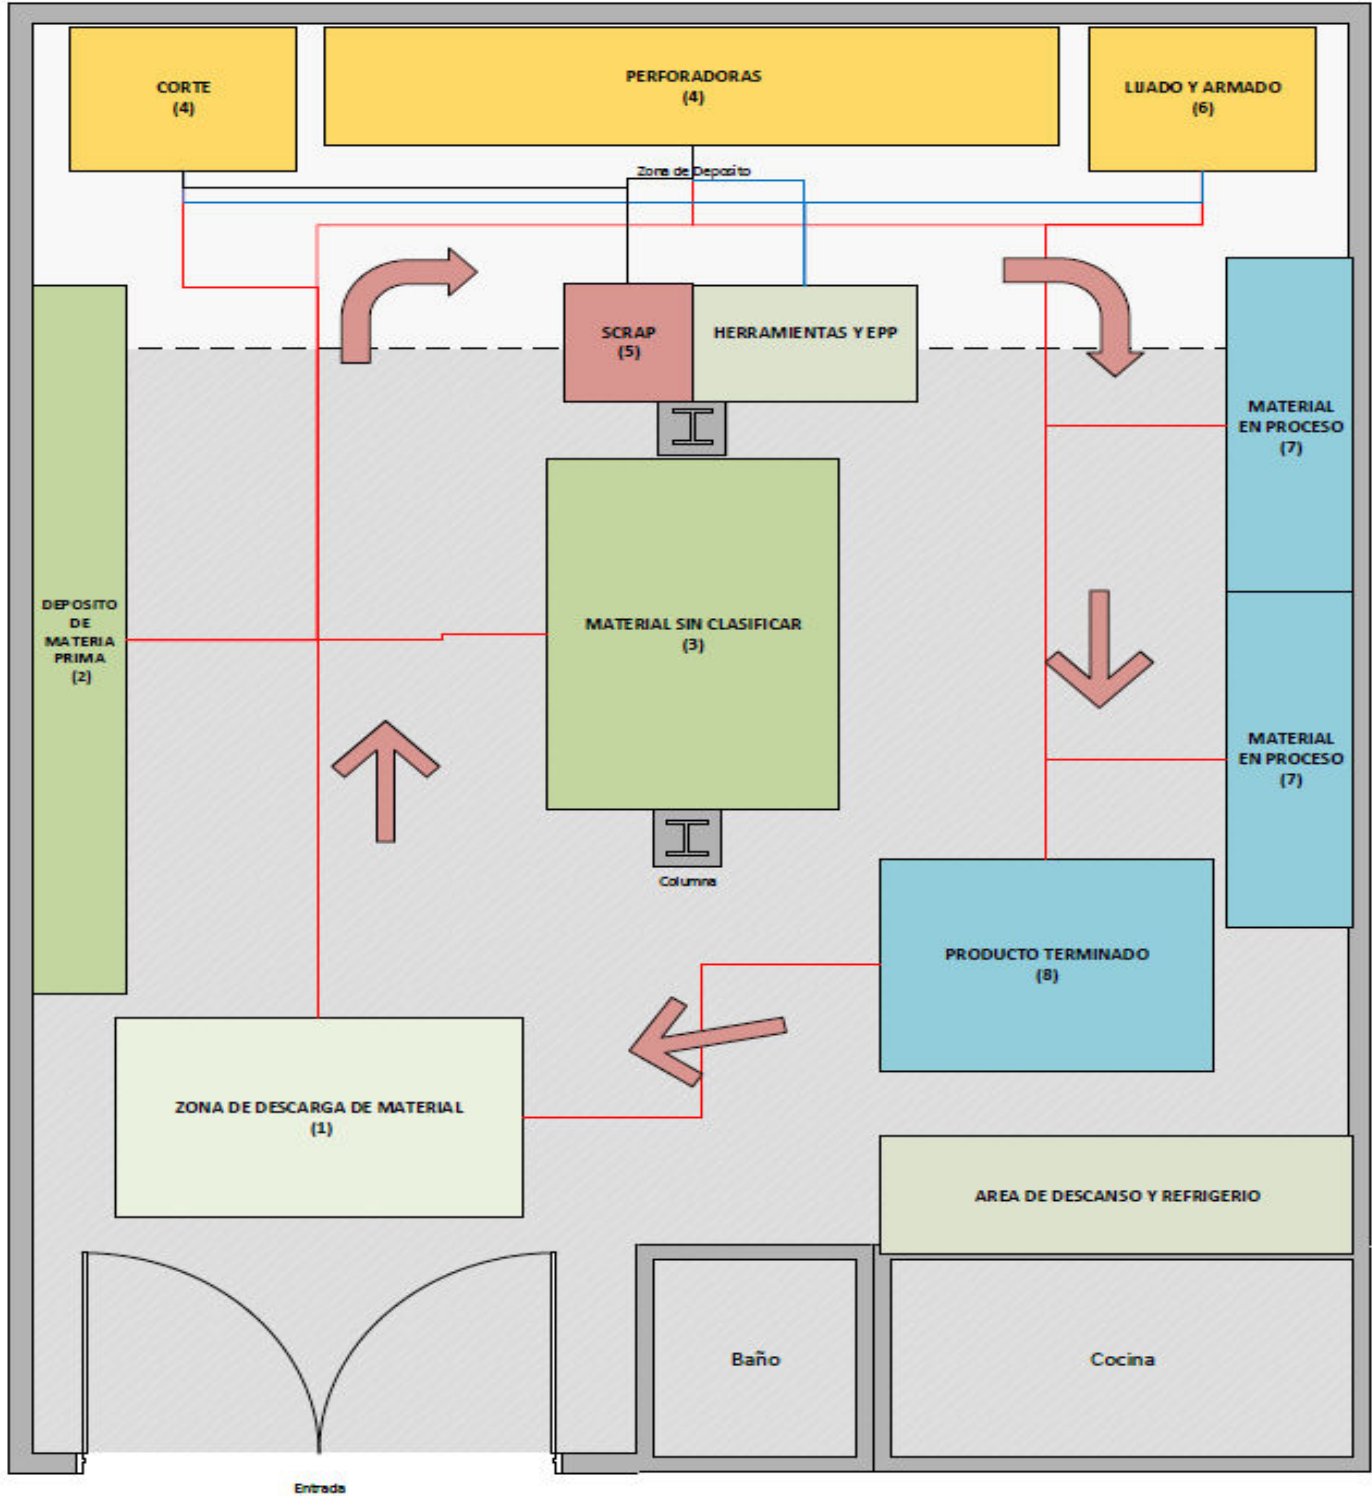 CORTE
(4)
PERFORADORAS
(4)
LIJADO Y ARMADO
(6)
Zona de Deposito
SCRAP
(5)
HERRAMIENTAS Y EPP
MATERIAL
EN PROCESO
(7)
DEPOSITO
DE
MATERIA
PRIMA
(2)
MATERIAL SIN CLASIFICAR
(3)
MATERIAL
EN PROCESO
(7)
Columna
PRODUCTO TERMINADO
(8)
ZONA DE DESCARGA DE MATERIAL
(1)
AREA DE DESCANSO Y REFRIGERIO
Baño
Cocina
Entrada